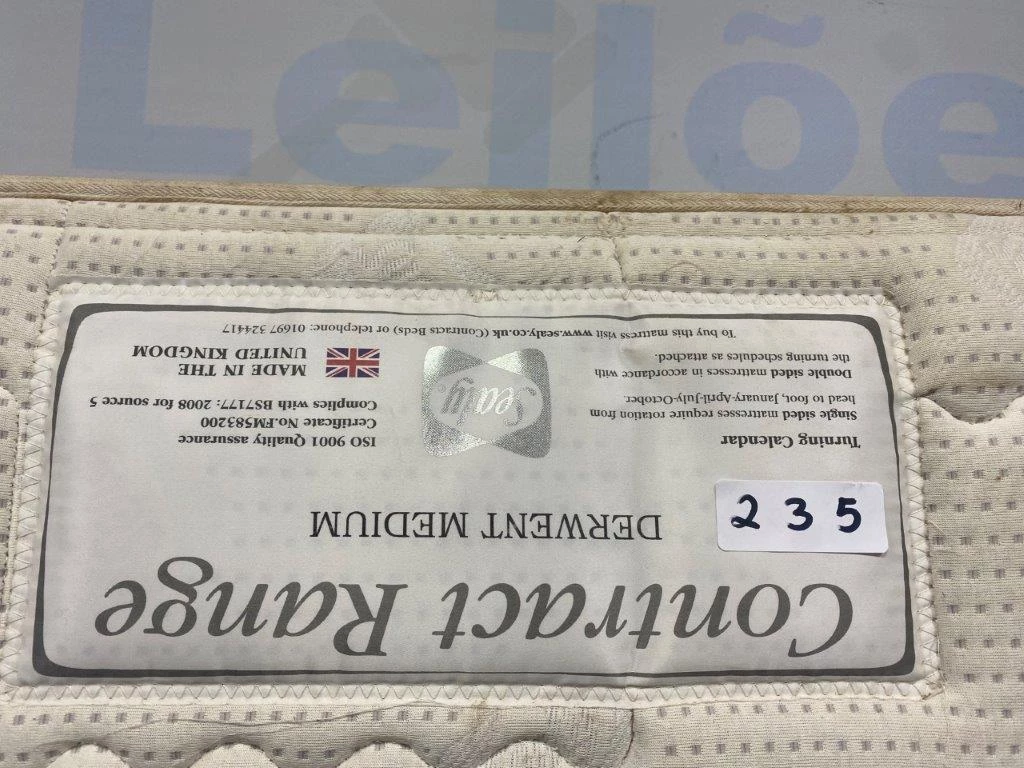 Leilõe
Contract Range
DERWENT MEDIUM
235
Turning Calendar
Single sided mattresses require rotation from
head to foot, January-April-July-October.
Double sided mattresses in accordance with
the turning schedules as attached.
Sealy
ISO 9001 Quality assurance
Certificate No.FM583200
Complies with BS7177: 2008 for source 5
MADE IN THE
UNITED KINGDOM
To buy this mattress visit www.sealy.co.uk (Contracts Beds) or telephone: 01697 324417